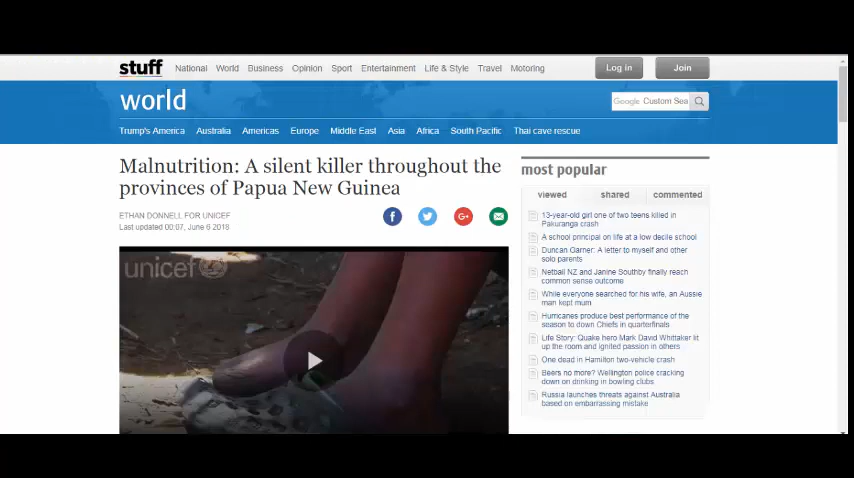 stuff National World Business Opinion Sport Entertainment Life & Style Travel Motoring Log in Join
world
Google Custom Sea
Trump's America Australia Americas Europe Middle East Asia Africa South Pacific Thai cave rescue
Malnutrition: A silent killer throughout the
provinces of Papua New Guinea
ETHAN DONNELL FOR UNICEF
Last updated 00:07, June 6 2018
unicef
most popular
viewed shared commented
13-year-old girl one of two teens killed in
Pakuranga crash
A school principal on life at a low decile school
Duncan Garner: A letter to myself and other
solo parents
Netball NZ and Janine Southby finally reach
common sense outcome
While everyone searched for his wife, an Aussie
man kept mum
Hurricanes produce best performance of the
season to down Chiefs in quarterfinals
Life Story: Quake hero Mark David Whittaker lit
up the room and ignited passion in others
One dead in Hamilton two-vehicle crash
Beers no more? Wellington police cracking
down on drinking in bowling clubs
Russia launches threats against Australia
based on embarrassing mistake